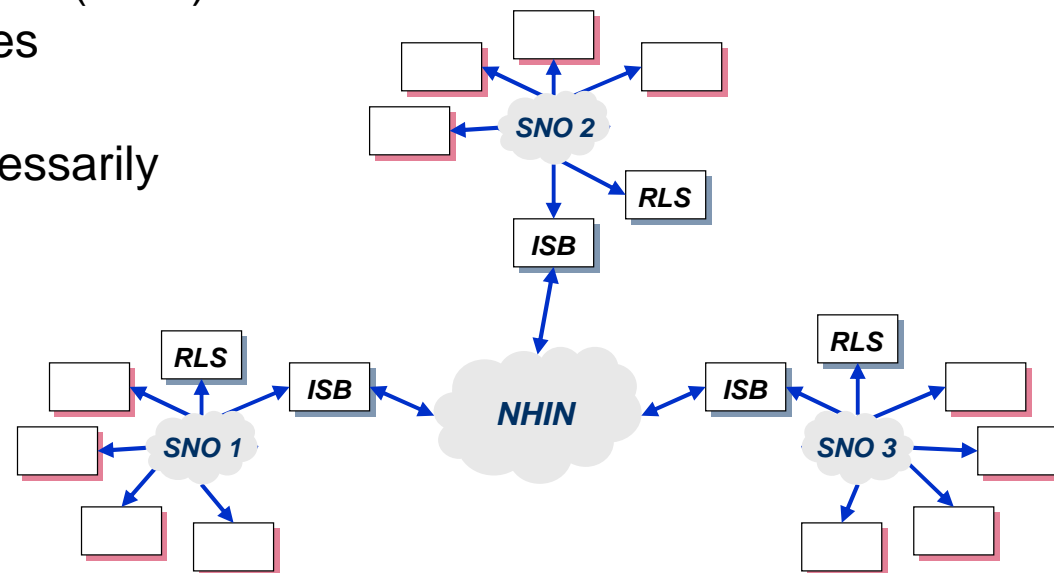 es
essarily
SNO 2
RLS
ISB
RLS
ISB
NHIN
ISB
RLS
SNO 1
SNO 3